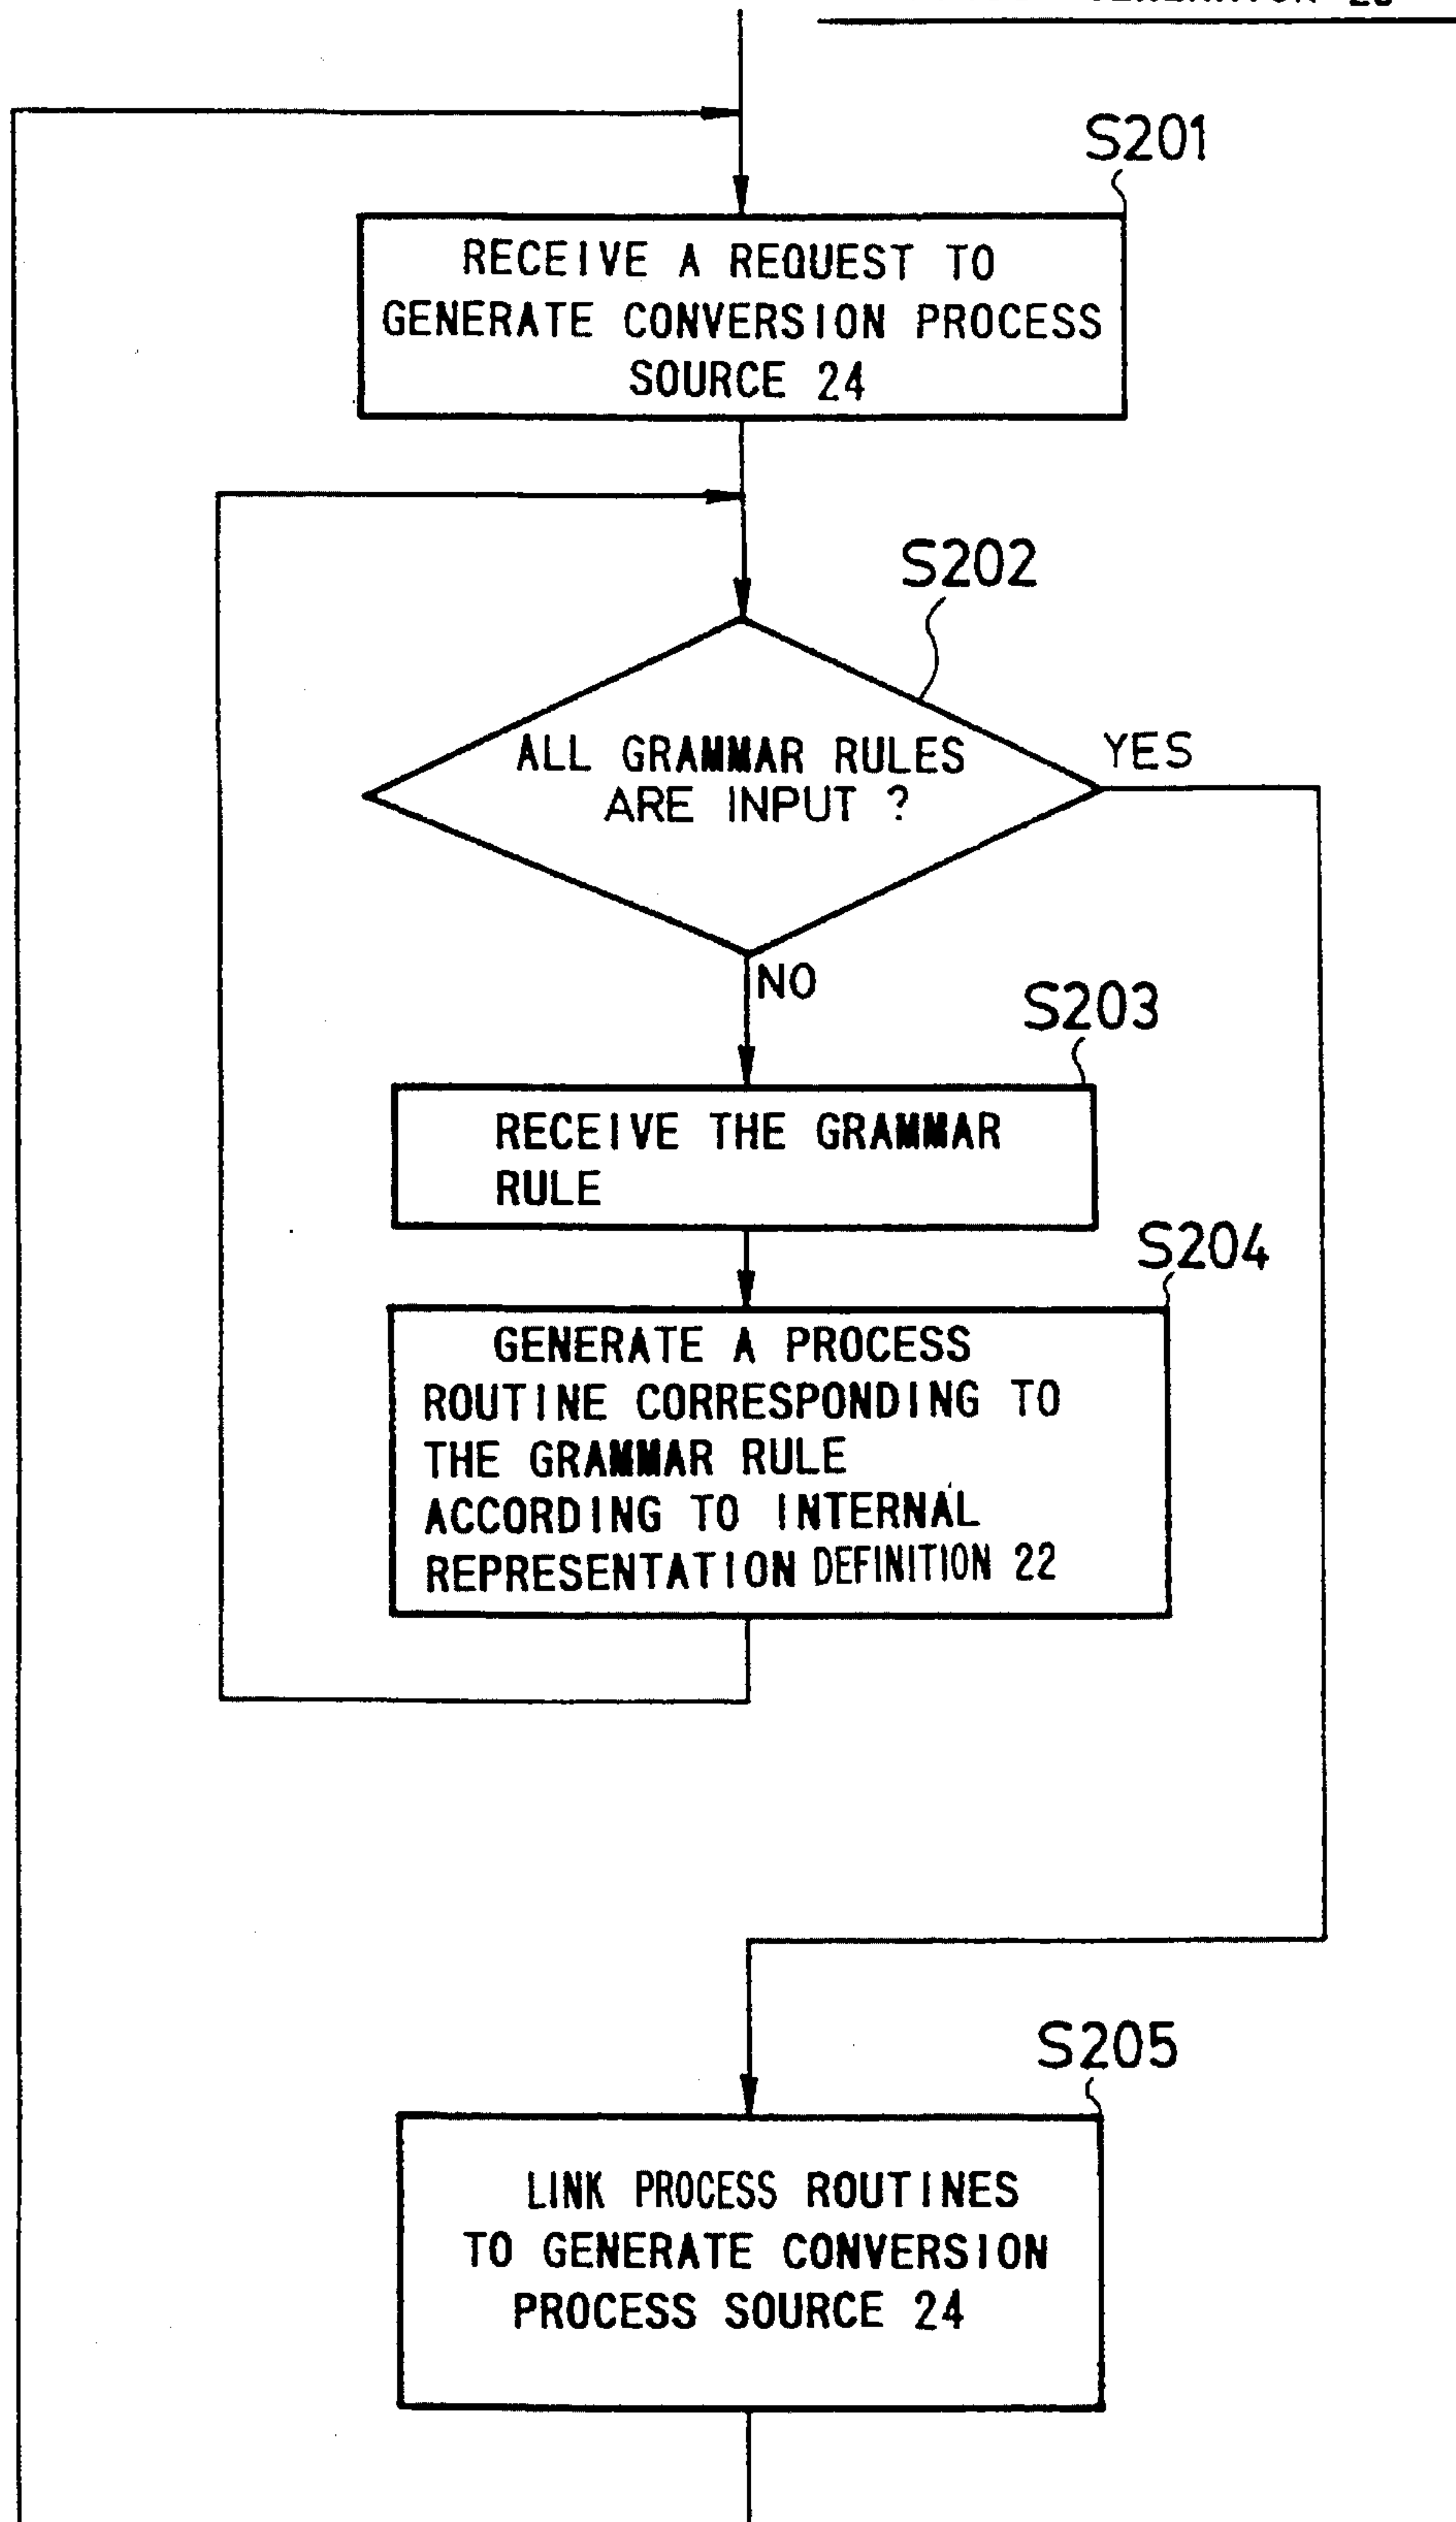 S201
RECEIVE A REQUEST TO
GENERATE CONVERSION PROCESS
SOURCE 24
S202
ALL GRAMMAR RULES
ARE INPUT ?
YES
NO
S203
RECEIVE THE GRAMMAR
RULE
S204
GENERATE A PROCESS
ROUTINE CORRESPONDING TO
THE GRAMMAR RULE
ACCORDING TO INTERNAL
REPRESENTATION DEFINITION 22
S205
LINK PROCESS ROUTINES
TO GENERATE CONVERSION
PROCESS SOURCE 24